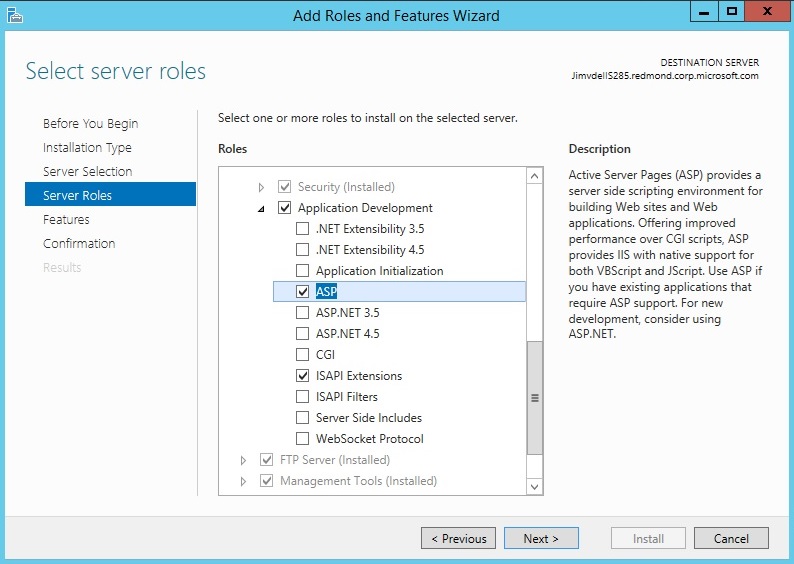 Add Roles and Features Wizard
Select server roles
DESTINATION SERVER
JimvdellS285.redmond.corp.microsoft.com
Before You Begin
Installation Type
Server Selection
Server Roles
Features
Confirmation
Results
Select one or more roles to install on the selected server.
Roles
Security (Installed)
Application Development
.NET Extensibility 3.5
.NET Extensibility 4.5
Application Initialization
ASP
ASP.NET 3.5
ASP.NET 4.5
CGI
ISAPI Extensions
ISAPI Filters
Server Side Includes
WebSocket Protocol
FTP Server (Installed)
Management Tools (Installed)
Description
Active Server Pages (ASP) provides a
server side scripting environment for
building Web sites and Web
applications. Offering improved
performance over CGI scripts, ASP
provides IIS with native support for
both VBScript and JScript. Use ASP if
you have existing applications that
require ASP support. For new
development, consider using
ASP.NET.
< Previous
Next >
Install
Cancel